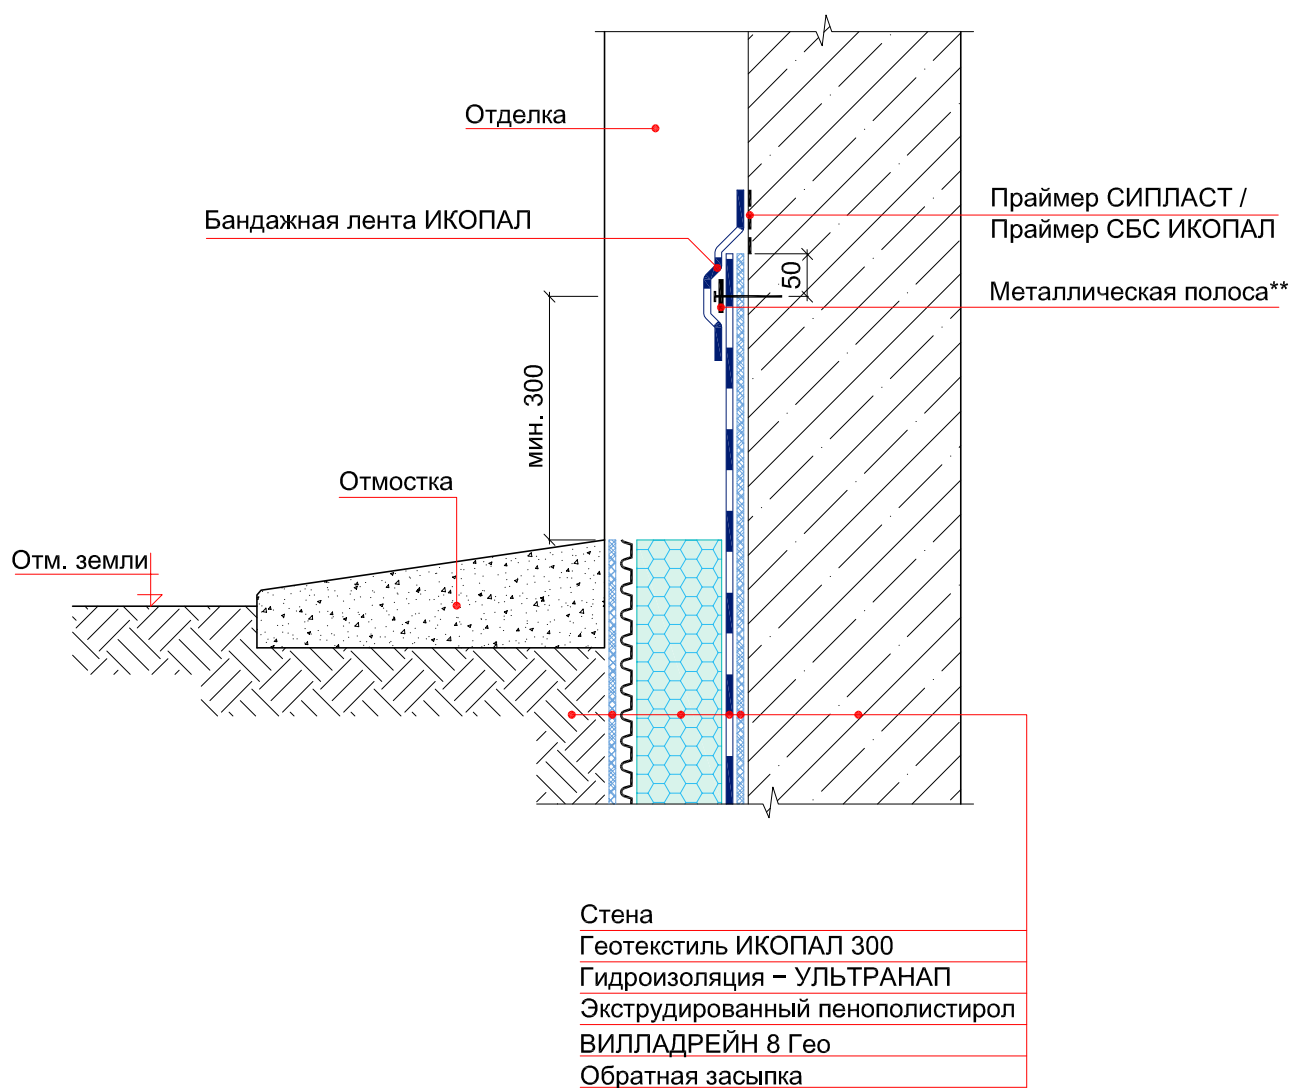 Отделка
Бандажная лента ИКОПАЛ
Праймер СИПЛАСТ /
Праймер СБС ИКОПАЛ
50
Металлическая полоса**
мин. 300
Отмостка
Отм. земли
Стена
Геотекстиль ИКОПАЛ 300
Гидроизоляция – УЛЬТРАНАП
Экструдированный пенополистирол
ВИЛЛАДРЕЙН 8 Гео
Обратная засыпка